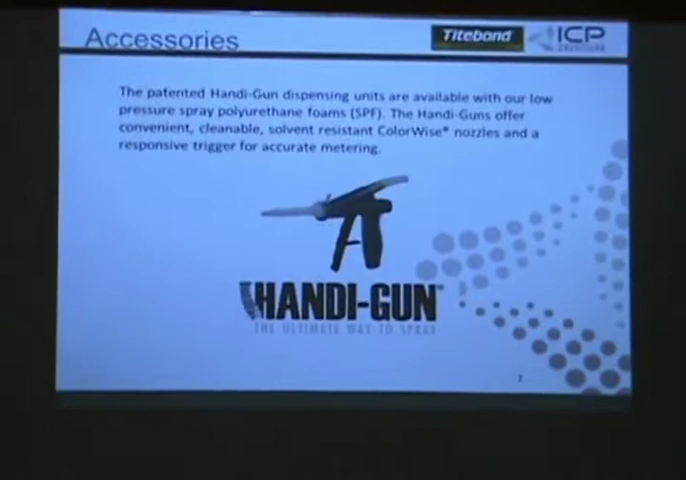 Accessories
Titebond
ICP
The patented Handi-Gun dispensing units are available with our low
pressure spray polyurethane foams (SPF). The Handi-Guns offer
convenient, cleanable, solvent resistant ColorWise® nozzles and a
responsive trigger for accurate metering.
HANDI-GUN
THE ULTIMATE WAY TO SPRAY
7